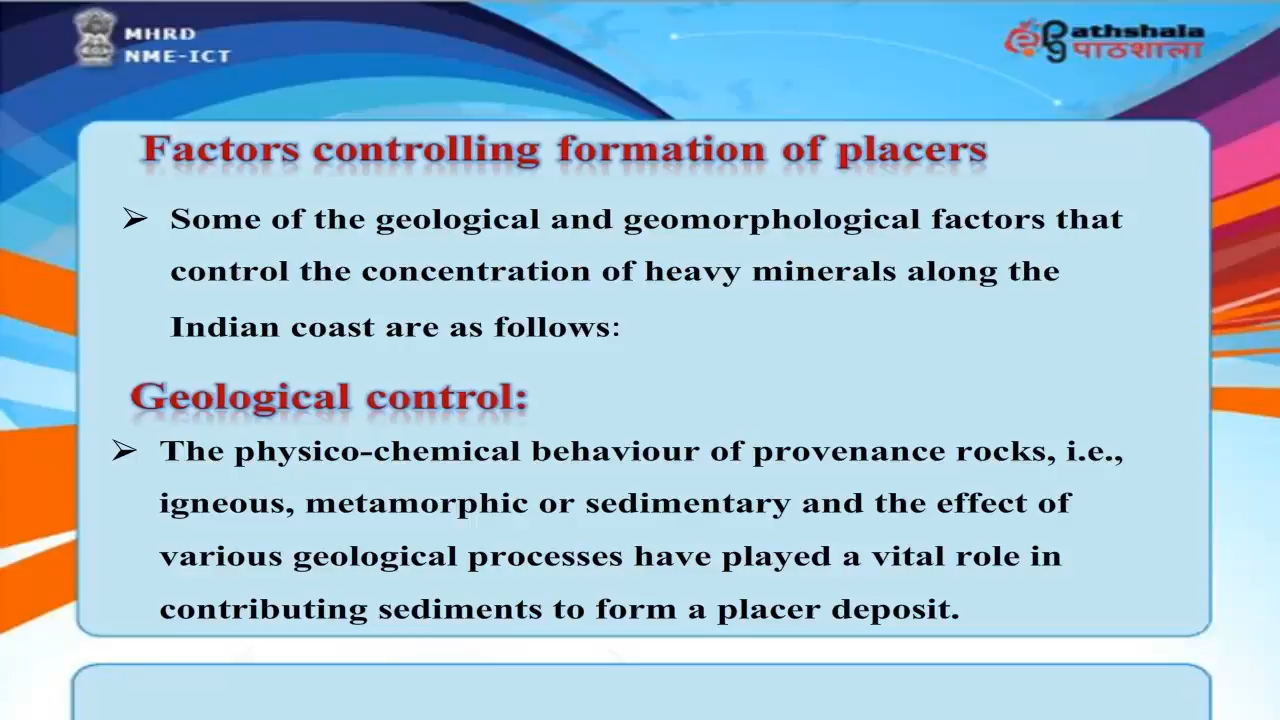 MHRD
NME-ICT
athshala
पाठशाला
Factors controlling formation of placers
➢ Some of the geological and geomorphological factors that
control the concentration of heavy minerals along the
Indian coast are as follows:
Geological control:
➢ The physico-chemical behaviour of provenance rocks, i.e.,
igneous, metamorphic or sedimentary and the effect of
various geological processes have played a vital role in
contributing sediments to form a placer deposit.